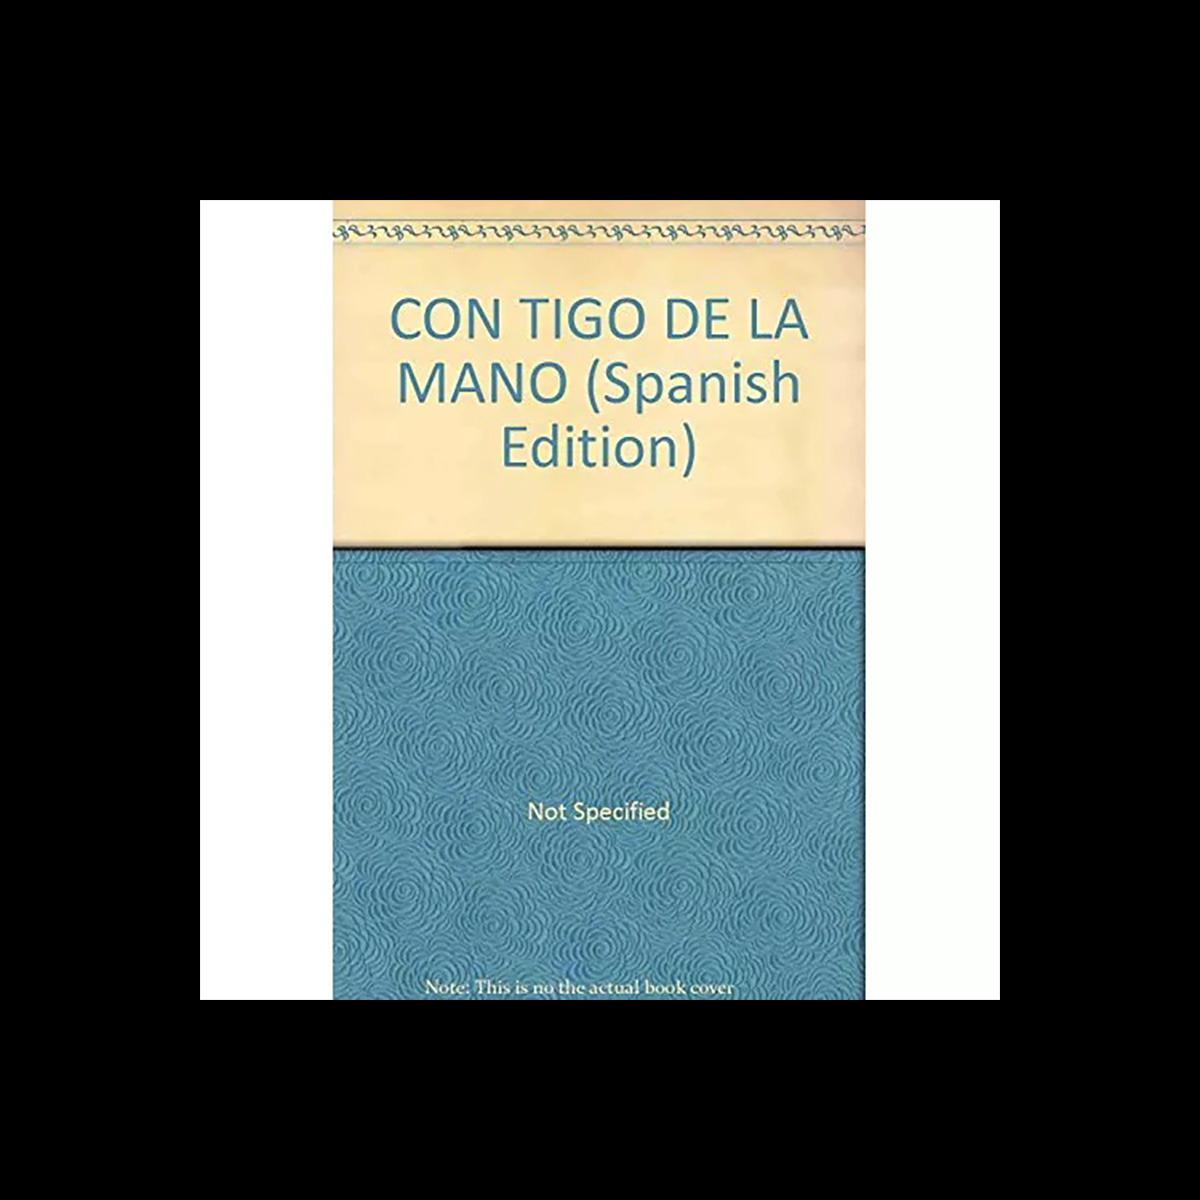 CON TIGO DE LA
MANO (Spanish
Edition)
Not Specified
Note: This is no the actual book cover